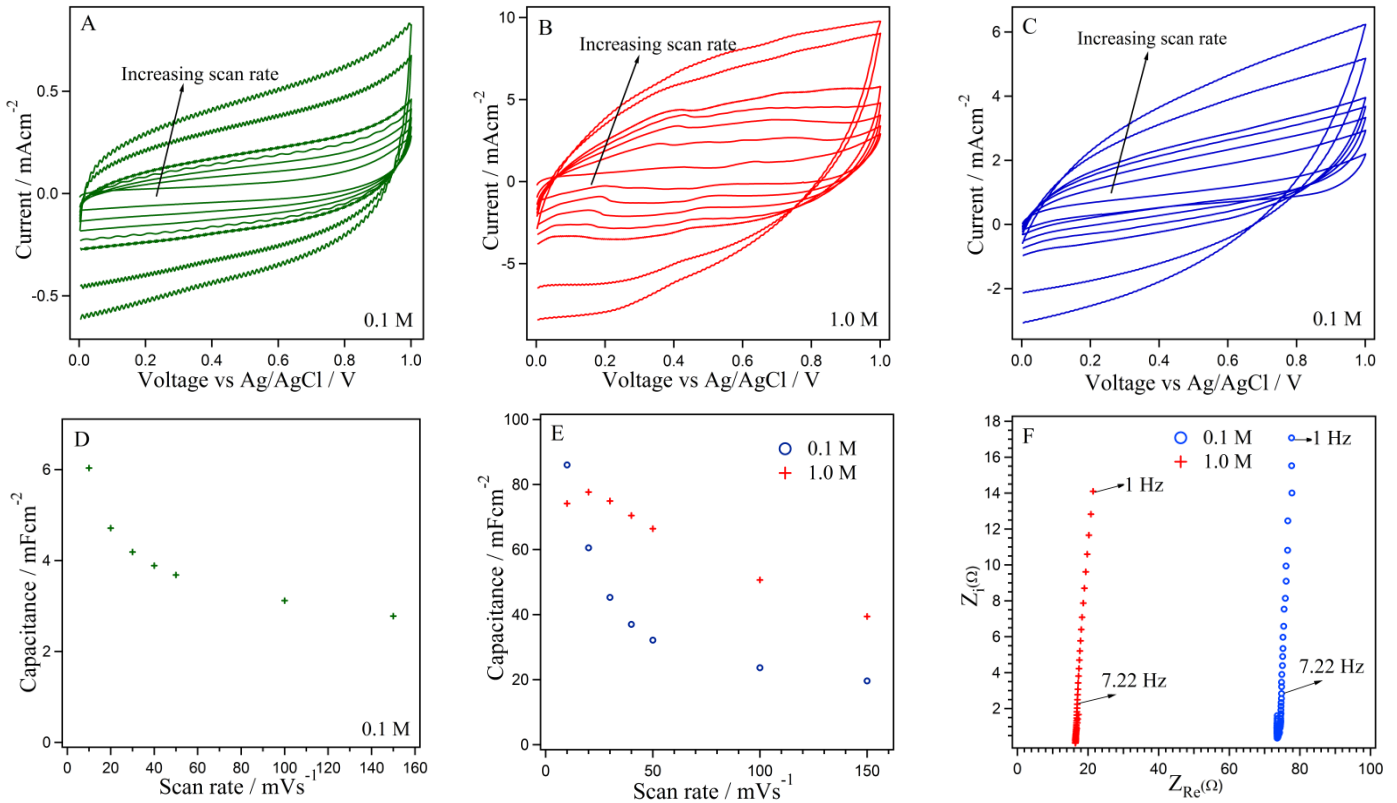 A
Increasing scan rate
0.5
0.0
-0.5
Current / mAcm⁻²
0.1 M
0.0 0.2 0.4 0.6 0.8 1.0
Voltage vs Ag/AgCl / V
B
Increasing scan rate
10
5
0
-5
Current / mAcm⁻²
1.0 M
0.0 0.2 0.4 0.6 0.8 1.0
Voltage vs Ag/AgCl / V
C
Increasing scan rate
6
4
2
0
-2
Current / mAcm⁻²
0.1 M
0.0 0.2 0.4 0.6 0.8 1.0
Voltage vs Ag/AgCl / V
D
6
4
2
0
Capacitance / mFcm⁻²
0.1 M
0 20 40 60 80 100 120 140 160
Scan rate / mVs⁻¹
E
0.1 M
1.0 M
100
80
60
40
20
0
Capacitance / mFcm⁻²
0 50 100 150
Scan rate / mVs⁻¹
F
0.1 M
1.0 M
1 Hz
1 Hz
7.22 Hz
7.22 Hz
18
16
14
12
10
8
6
4
2
Zᵢ(Ω)
0 20 40 60 80 100
Z_Re(Ω)